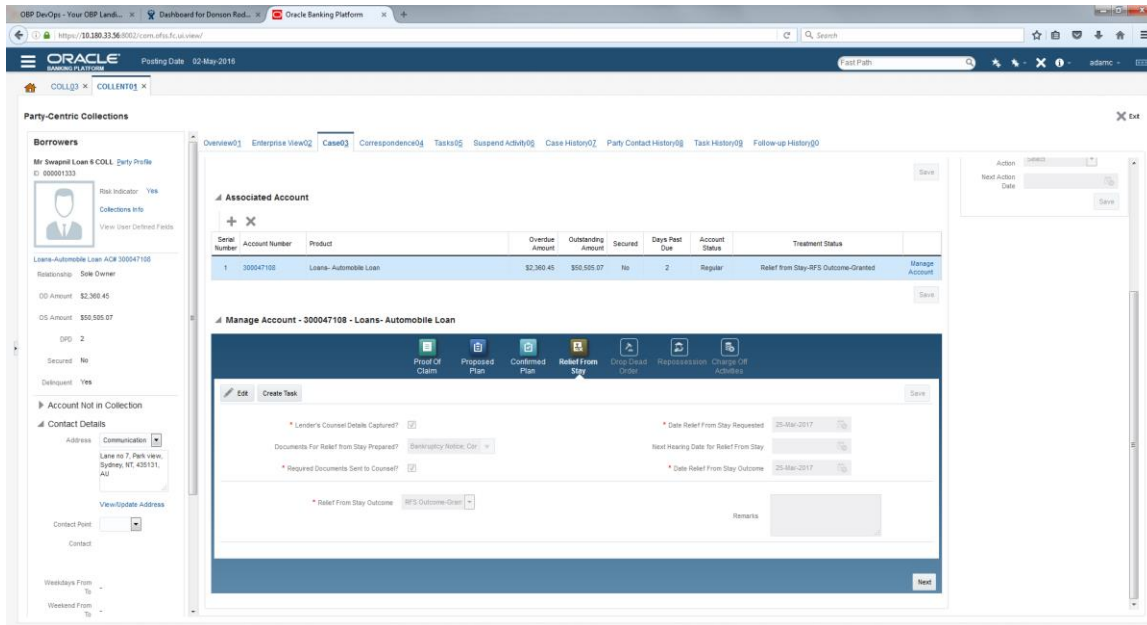 OBP DevOps - Your OBP Landi... × Dashboard for Donson Rod... × Oracle Banking Platform × +
https://10.180.33.56:8002/com.ofss.fc.ui.view/ Search
ORACLE Posting Date 02-May-2016 Fast Path adamc
BANKING PLATFORM
COLL03 × COLLENT01 ×
Party-Centric Collections Exit
Borrowers
Mr Swapnil Loan 6 COLL Party Profile
ID 000001333
Risk Indicator Yes
Collections Info
View User Defined Fields
Loans-Automobile Loan AC# 300047108
Relationship Sole Owner
OD Amount $2,360.45
OS Amount $50,505.07
DPD 2
Secured No
Delinquent Yes
Account Not in Collection
Contact Details
Address Communication
Lane no 7, Park view,
Sydney, NT, 435131,
AU
View/Update Address
Contact Point
Contact
Weekdays From -
To
Weekend From -
To
Overview01 Enterprise View02 Case03 Correspondence04 Tasks05 Suspend Activity06 Case History07 Party Contact History08 Task History09 Follow-up History00
Save
Associated Account
Serial Number Account Number Product Overdue Amount Outstanding Amount Secured Days Past Due Account Status Treatment Status
1 300047108 Loans- Automobile Loan $2,360.45 $50,505.07 No 2 Regular Relief from Stay-RFS Outcome-Granted Manage Account
Save
Manage Account - 300047108 - Loans- Automobile Loan
Proof Of Claim Proposed Plan Confirmed Plan Relief From Stay Drop Dead Order Repossession Charge Off Activities
Edit Create Task Save
* Lender's Counsel Details Captured? * Date Relief From Stay Requested 25-Mar-2017
Documents For Relief from Stay Prepared? Bankruptcy Notice; Cor Next Hearing Date for Relief From Stay
* Required Documents Sent to Counsel? * Date Relief From Stay Outcome 25-Mar-2017
* Relief From Stay Outcome RFS Outcome-Gran Remarks
Next
Action Select
Next Action Date
Save